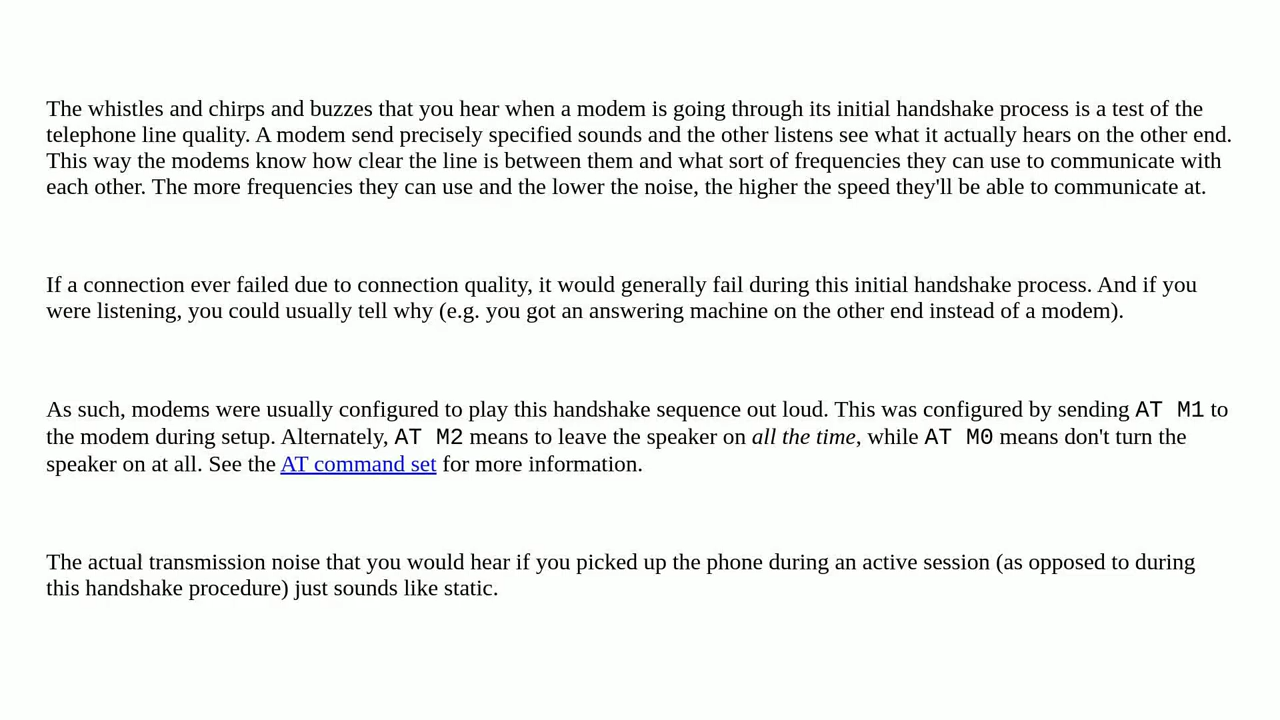 The whistles and chirps and buzzes that you hear when a modem is going through its initial handshake process is a test of the
telephone line quality. A modem send precisely specified sounds and the other listens see what it actually hears on the other end.
This way the modems know how clear the line is between them and what sort of frequencies they can use to communicate with
each other. The more frequencies they can use and the lower the noise, the higher the speed they'll be able to communicate at.
If a connection ever failed due to connection quality, it would generally fail during this initial handshake process. And if you
were listening, you could usually tell why (e.g. you got an answering machine on the other end instead of a modem).
As such, modems were usually configured to play this handshake sequence out loud. This was configured by sending AT M1 to
the modem during setup. Alternately, AT M2 means to leave the speaker on all the time, while AT M0 means don't turn the
speaker on at all. See the AT command set for more information.
The actual transmission noise that you would hear if you picked up the phone during an active session (as opposed to during
this handshake procedure) just sounds like static.